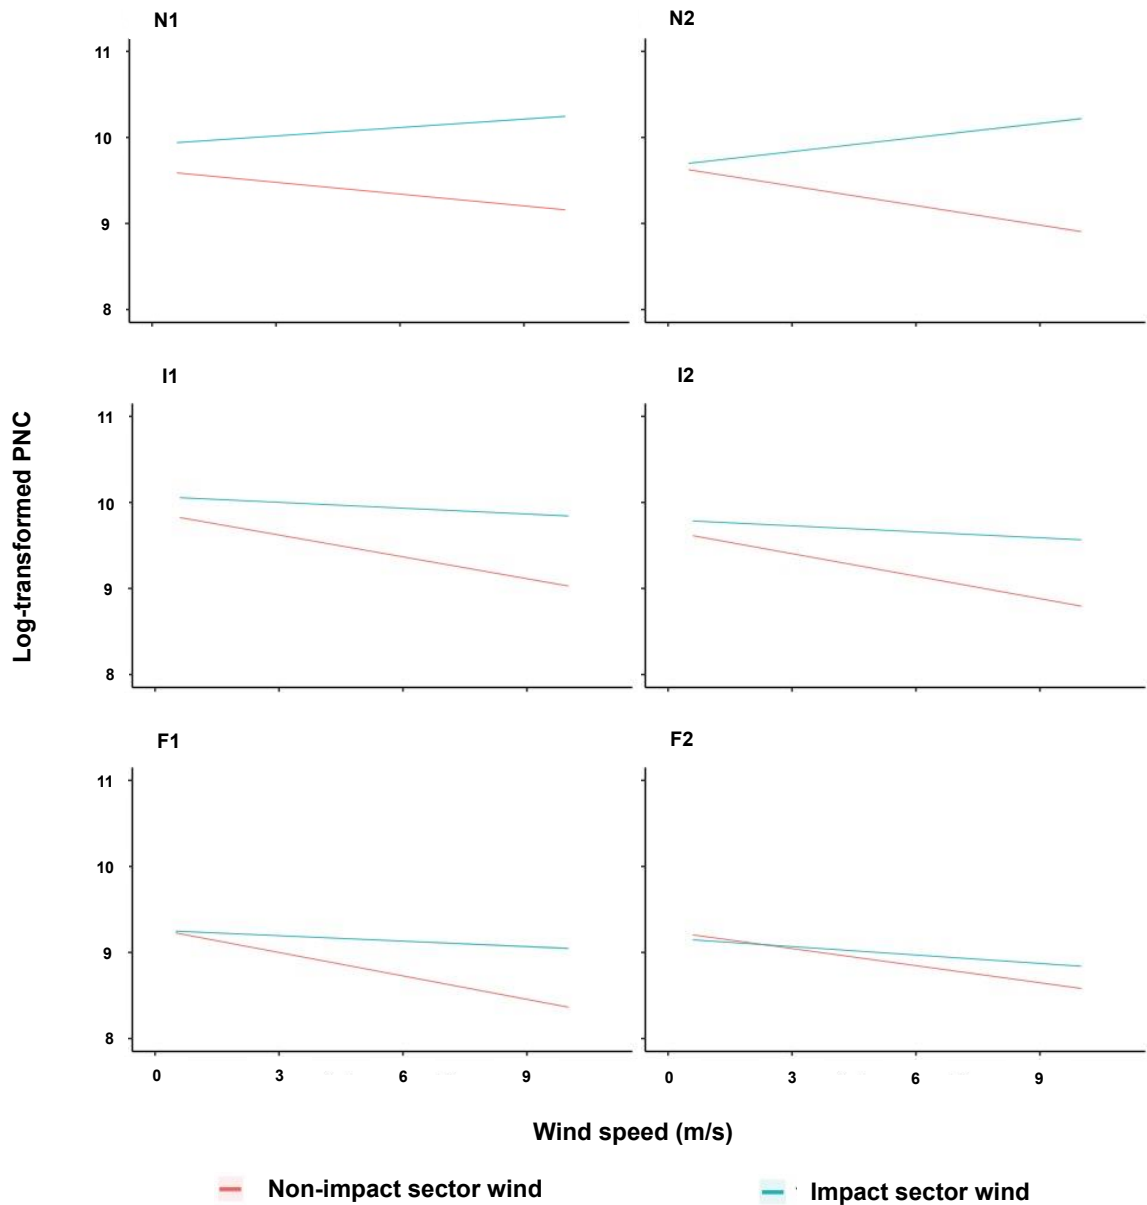 N1 N2
11
10
9
8
I1 I2
11
10
9
8
Log-transformed PNC
F1 F2
11
10
9
8
0 3 6 9 0 3 6 9
Wind speed (m/s)
Non-impact sector wind Impact sector wind